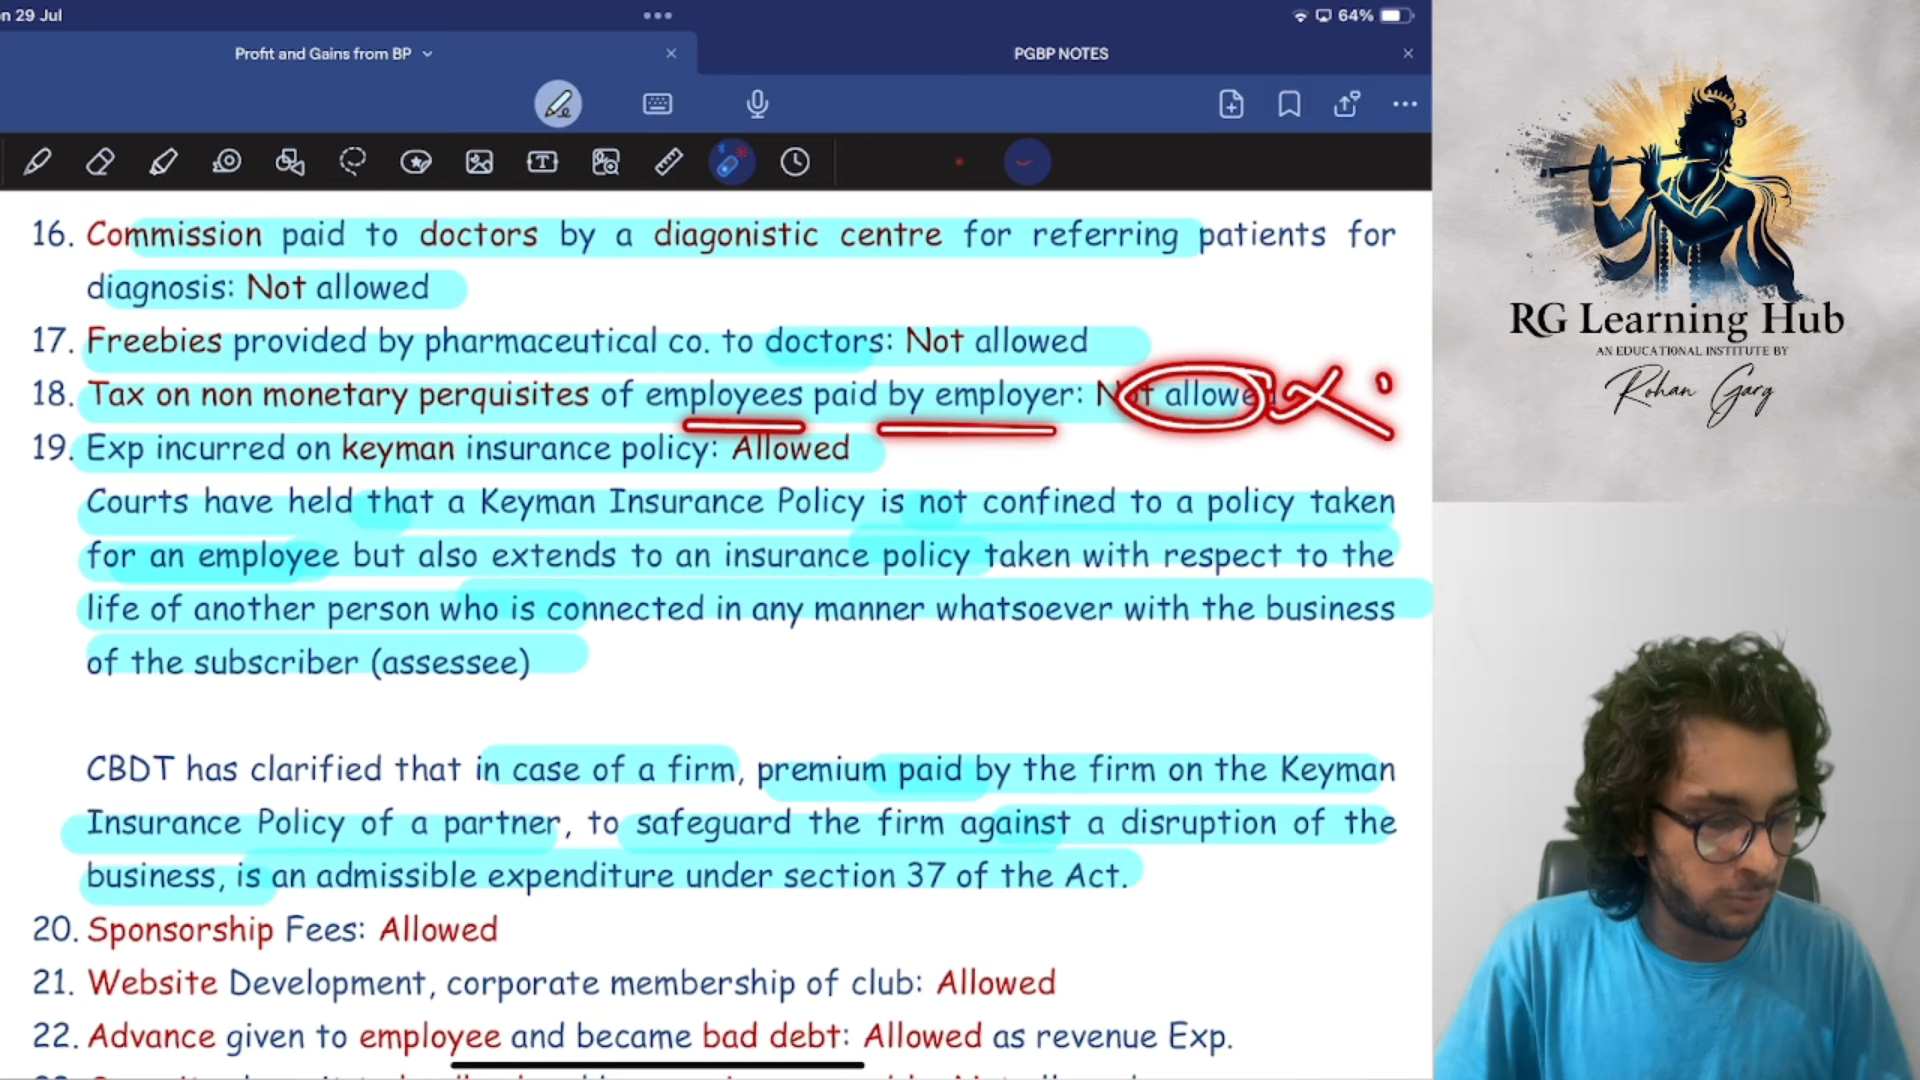 n 29 Jul
64%
Profit and Gains from BP
PGBP NOTES
16. Commission paid to doctors by a diagonistic centre for referring patients for
diagnosis: Not allowed
17. Freebies provided by pharmaceutical co. to doctors: Not allowed
18. Tax on non monetary perquisites of employees paid by employer: Not allowed
19. Exp incurred on keyman insurance policy: Allowed
Courts have held that a Keyman Insurance Policy is not confined to a policy taken
for an employee but also extends to an insurance policy taken with respect to the
life of another person who is connected in any manner whatsoever with the business
of the subscriber (assessee)
CBDT has clarified that in case of a firm, premium paid by the firm on the Keyman
Insurance Policy of a partner, to safeguard the firm against a disruption of the
business, is an admissible expenditure under section 37 of the Act.
20. Sponsorship Fees: Allowed
21. Website Development, corporate membership of club: Allowed
22. Advance given to employee and became bad debt: Allowed as revenue Exp.
RG Learning Hub
AN EDUCATIONAL INSTITUTE BY
Rohan Garg